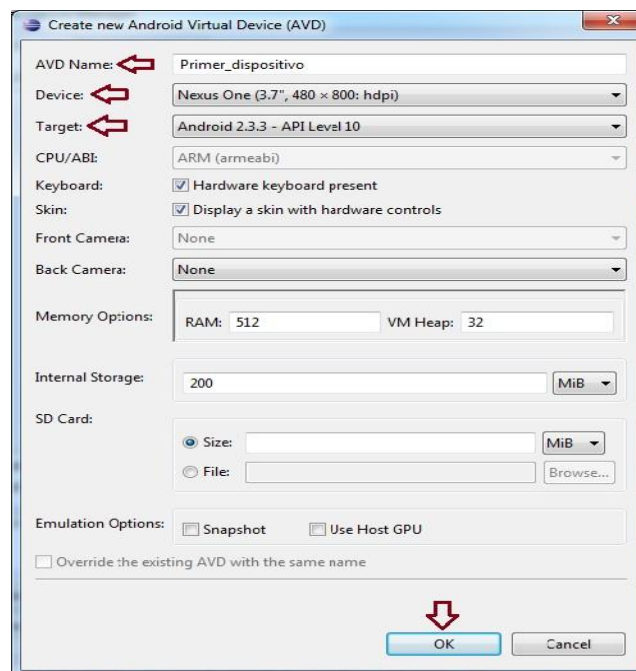 Create new Android Virtual Device (AVD)
AVD Name: Primer_dispositivo
Device: Nexus One (3.7", 480 × 800: hdpi)
Target: Android 2.3.3 - API Level 10
CPU/ABI: ARM (armeabi)
Keyboard: Hardware keyboard present
Skin: Display a skin with hardware controls
Front Camera: None
Back Camera: None
Memory Options: RAM: 512 VM Heap: 32
Internal Storage: 200 MiB
SD Card:
Size: MiB
File: Browse...
Emulation Options: Snapshot Use Host GPU
Override the existing AVD with the same name
OK Cancel